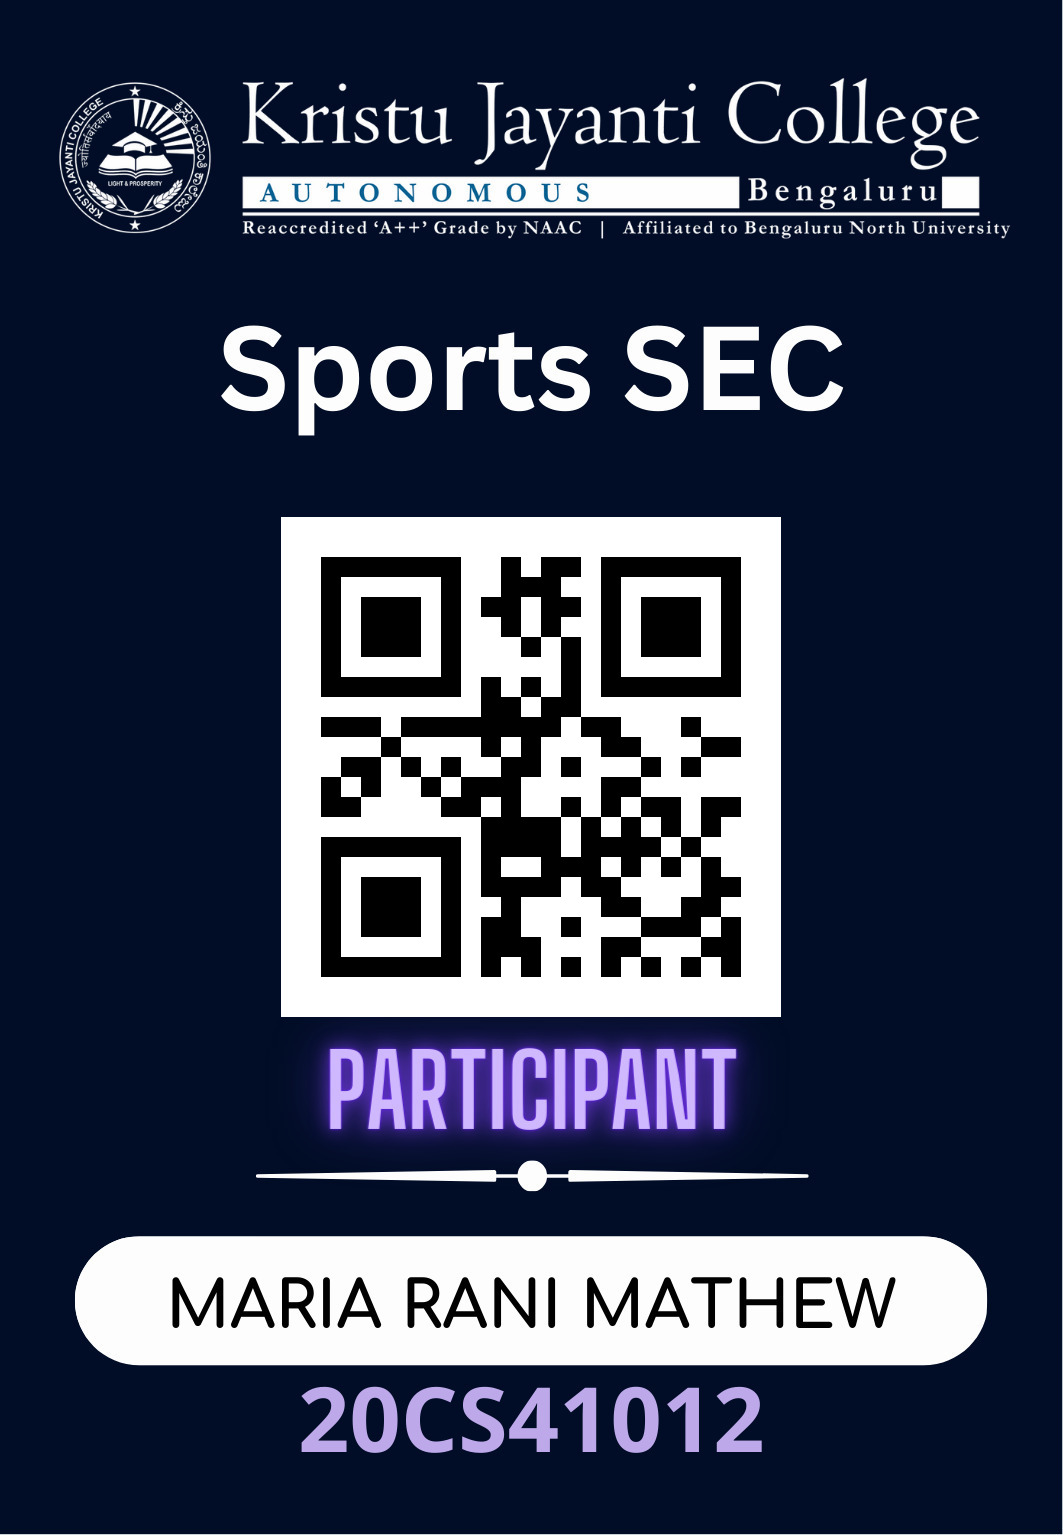 KRISTU JAYANTI COLLEGE
ಕ್ರಿಸ್ತು ಜಯಂತಿ ಕಾಲೇಜು
LIGHT & PROSPERITY
Kristu Jayanti College
AUTONOMOUS Bengaluru
Reaccredited ‘A++’ Grade by NAAC | Affiliated to Bengaluru North University
Sports SEC
PARTICIPANT
MARIA RANI MATHEW
20CS41012